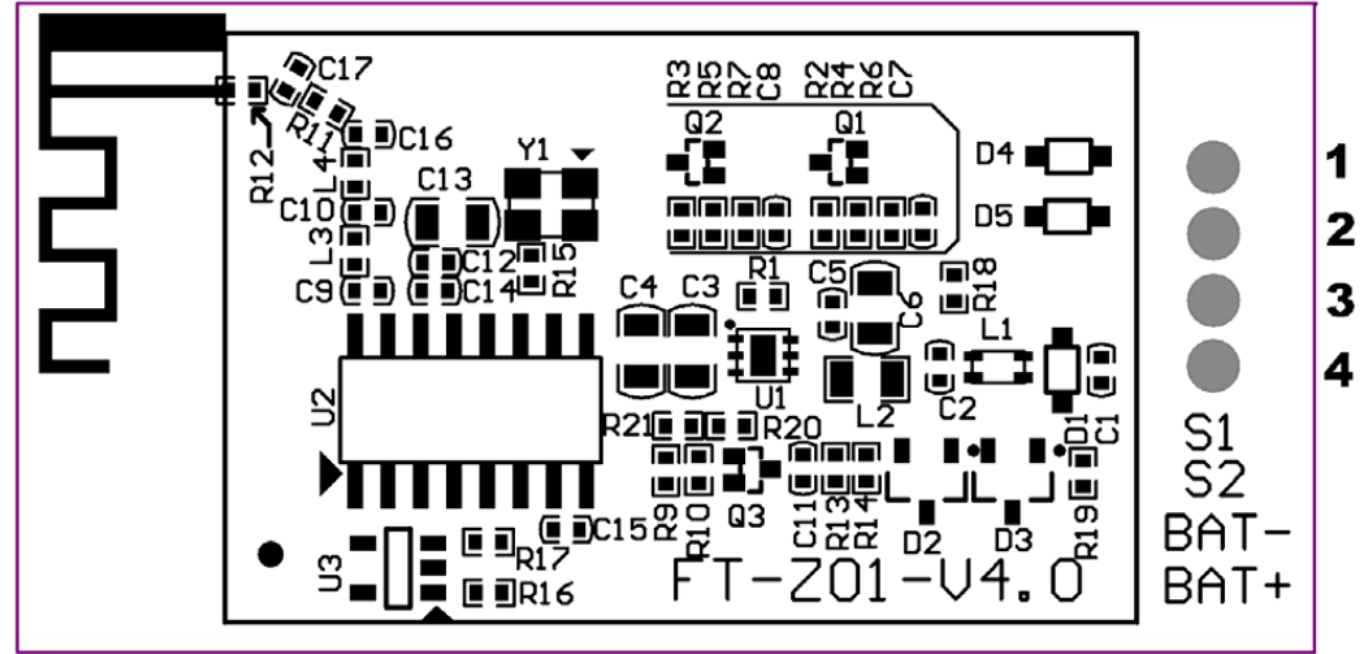 C17
R3 R5 R7 C8 R2 R4 R6 C7
R11
C16
Q2 Q1
R12
L4
Y1
D4
1
C13
C10
D5
2
L3
C12
R15
R1
C5
R18
C9
C14
C4 C3
C6
3
L1
U1
4
U2
L2
C2
D1
C1
R21
R20
S1
S2
R9
R10
Q3
C11
R13
R14
D2
D3
R19
C15
BAT-
U3
R17
R16
FT-Z01-V4.0
BAT+